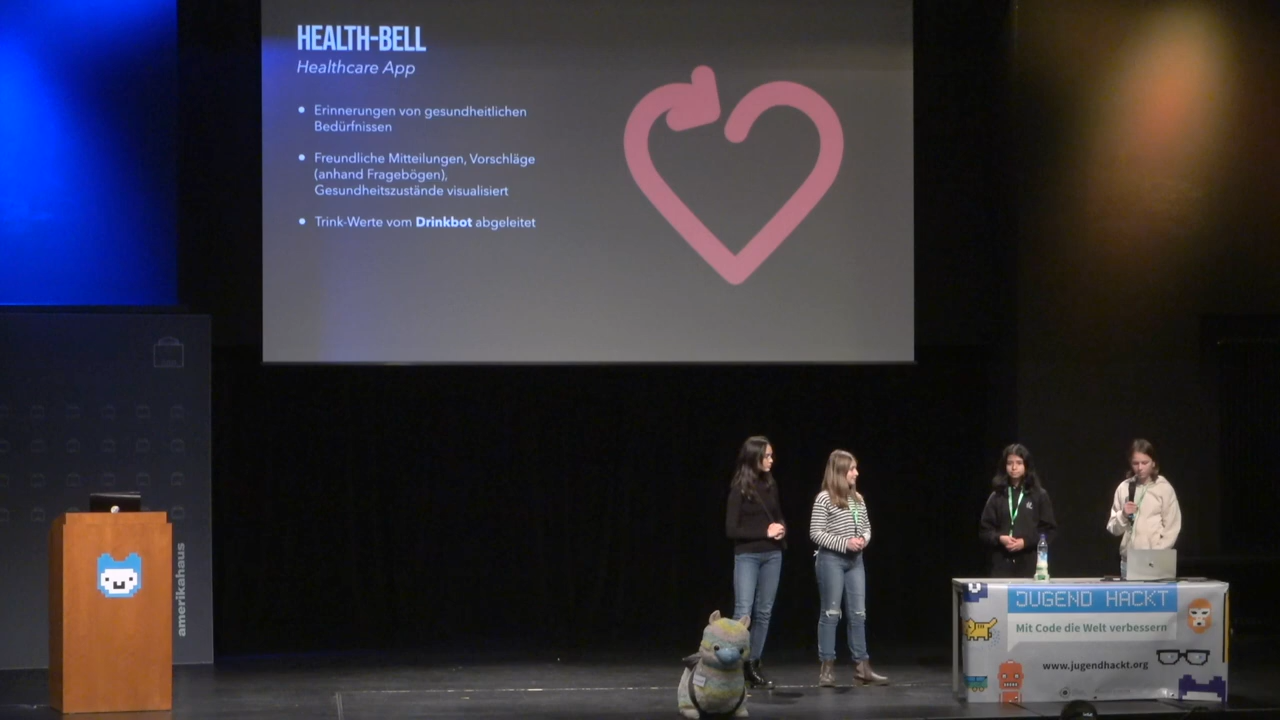 HEALTH-BELL
Healthcare App
• Erinnerungen von gesundheitlichen
Bedürfnissen
• Freundliche Mitteilungen, Vorschläge
(anhand Fragebögen),
Gesundheitszustände visualisiert
• Trink-Werte vom Drinkbot abgeleitet
amerikahaus
JUGEND HACKT
Mit Code die Welt verbessern
www.jugendhackt.org